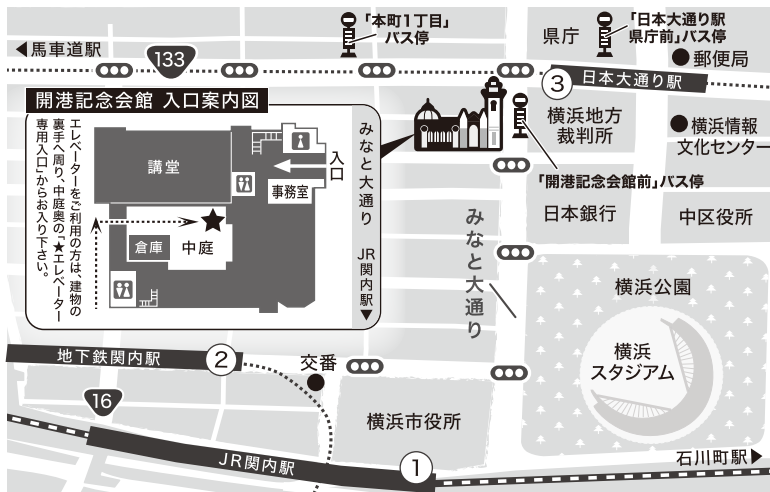 ◀馬車道駅
133
「本町1丁目」
バス停
県庁
「日本大通り駅
県庁前」バス停
郵便局
3
日本大通り駅
開港記念会館 入口案内図
エレベーターをご利用の方は、建物の
裏手へ周り、中庭奥の「★エレベーター
専用入口」からお入り下さい。
講堂
入口
事務室
倉庫
中庭
みなと大通り
JR関内駅▶
横浜地方
裁判所
横浜情報
文化センター
「開港記念会館前」バス停
日本銀行
中区役所
みなと大通り
横浜公園
横浜
スタジアム
地下鉄関内駅
2
交番
16
横浜市役所
JR関内駅
1
石川町駅▶